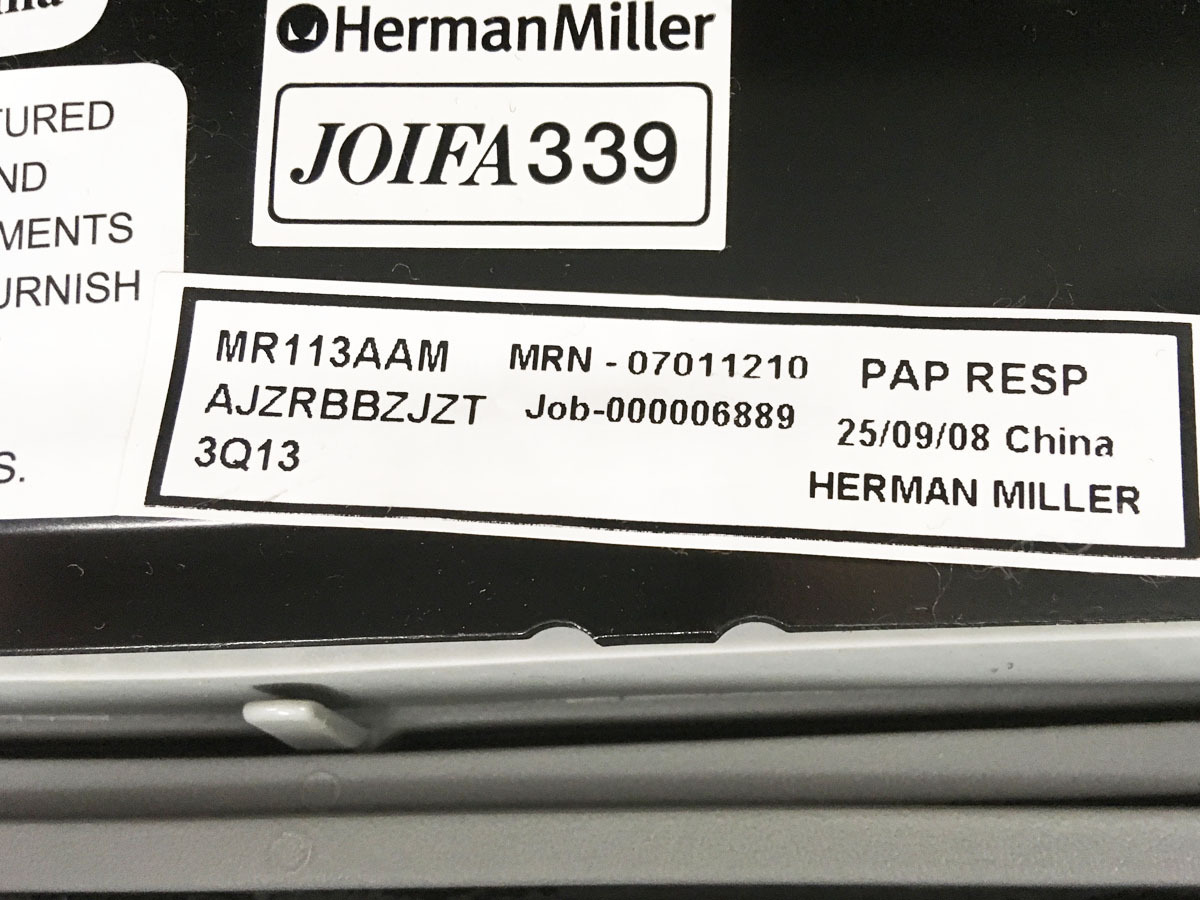 HermanMiller
JOIFA339
TURED
ND
MENTS
URNISH
S.
MR113AAM
AJZRBBZJZT
3Q13
MRN - 07011210
Job-000006889
PAP RESP
25/09/08 China
HERMAN MILLER